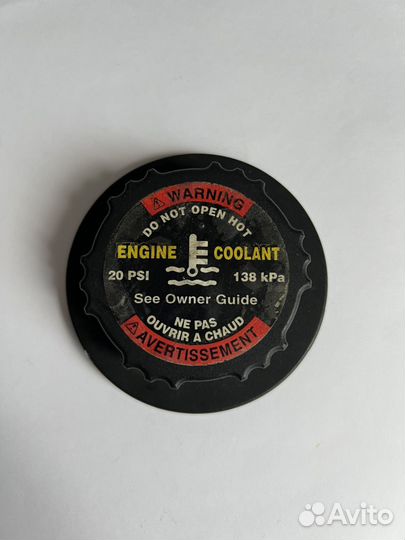 WARNING
DO NOT OPEN HOT
ENGINE COOLANT
20 PSI 138 kPa
See Owner Guide
NE PAS
OUVRIR A CHAUD
AVERTISSEMENT
Avito